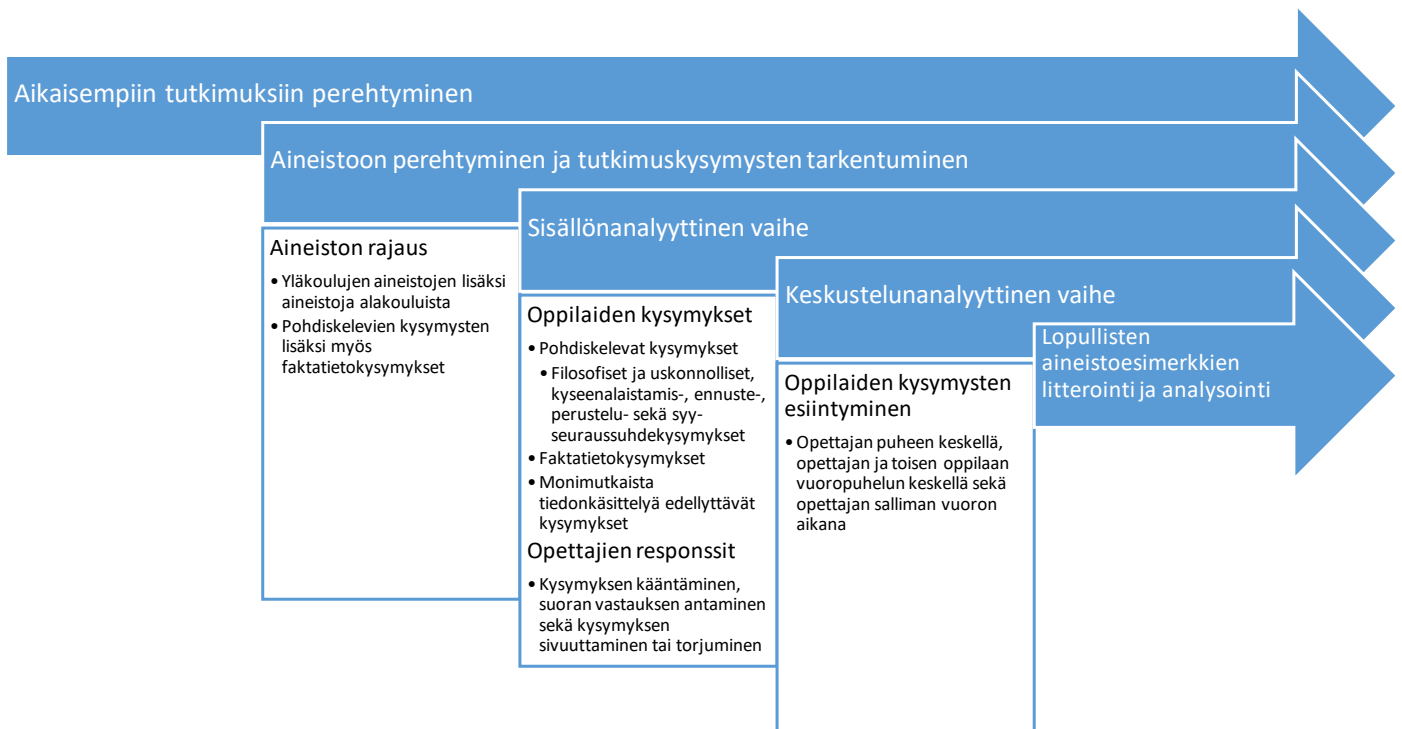 Aikaisempiin tutkimuksiin perehtyminen
Aineistoon perehtyminen ja tutkimuskysymysten tarkentuminen
Aineiston rajaus
• Yläkoulujen aineistojen lisäksi
aineistoja alakouluista
• Pohdiskelevien kysymysten
lisäksi myös
faktatietokysymykset
Sisällönanalyyttinen vaihe
Oppilaiden kysymykset
• Pohdiskelevat kysymykset
• Filosofiset ja uskonnolliset,
kyseenalaistamis-, ennuste-,
perustelu- sekä syy-
seuraussuhdekysymykset
• Faktatietokysymykset
• Monimutkaista
tiedonkäsittelyä edellyttävät
kysymykset
Opettajien responssit
• Kysymyksen kääntäminen,
suoran vastauksen antaminen
sekä kysymyksen
sivuuttaminen tai torjuminen
Keskustelunanalyyttinen vaihe
Oppilaiden kysymysten
esiintyminen
• Opettajan puheen keskellä,
opettajan ja toisen oppilaan
vuoropuhelun keskellä sekä
opettajan salliman vuoron
aikana
Lopullisten
aineistoesimerkkien
litterointi ja analysointi